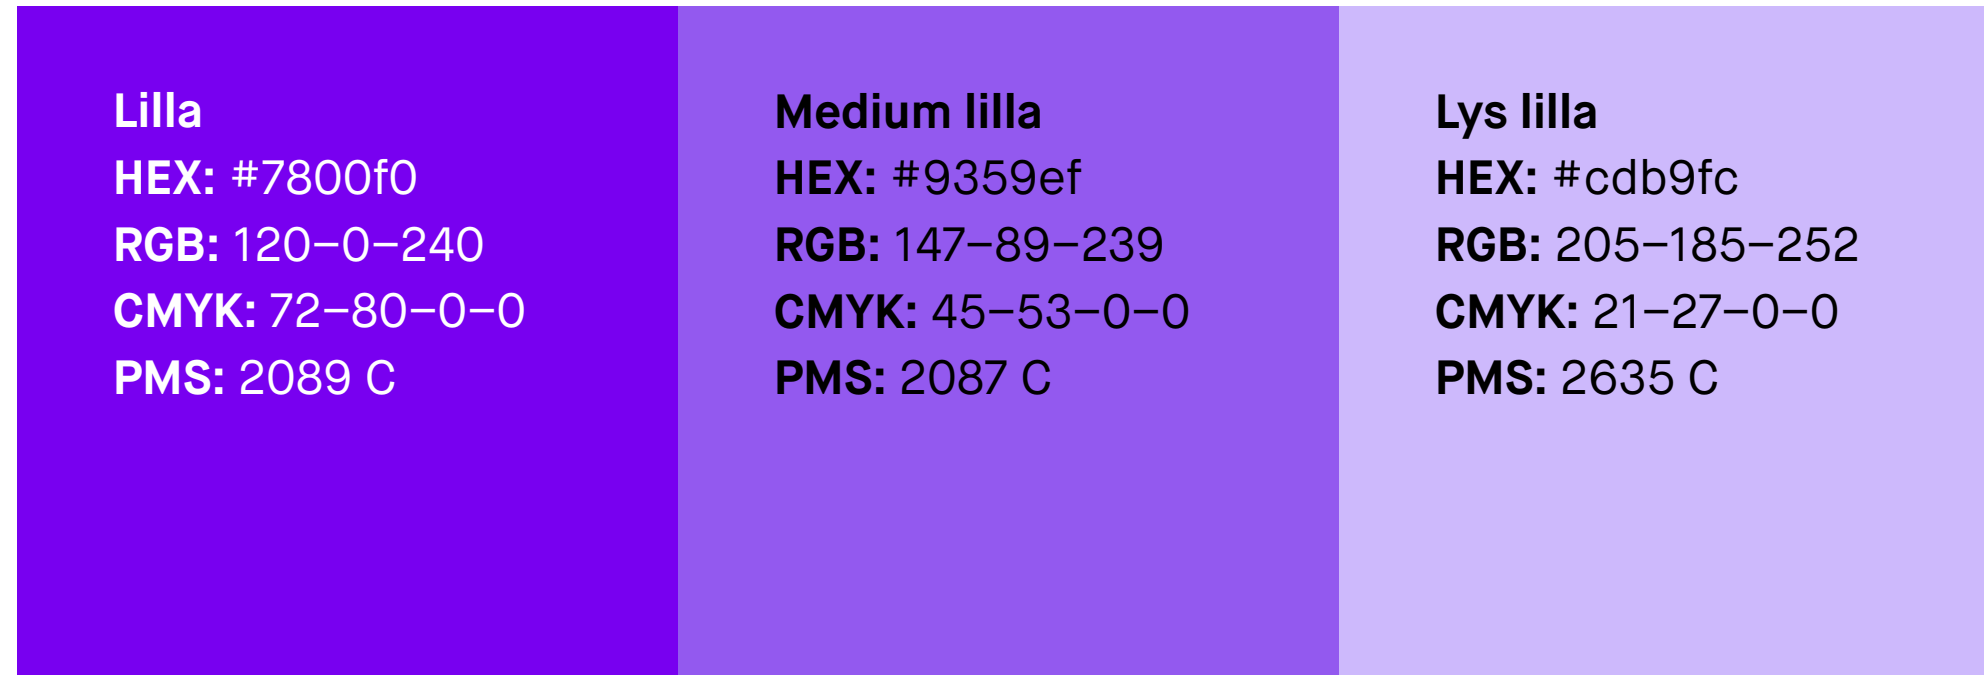 Lilla
HEX: #7800f0
RGB: 120–0–240
CMYK: 72–80–0–0
PMS: 2089 C
Medium lilla
HEX: #9359ef
RGB: 147–89–239
CMYK: 45–53–0–0
PMS: 2087 C
Lys lilla
HEX: #cdb9fc
RGB: 205–185–252
CMYK: 21–27–0–0
PMS: 2635 C